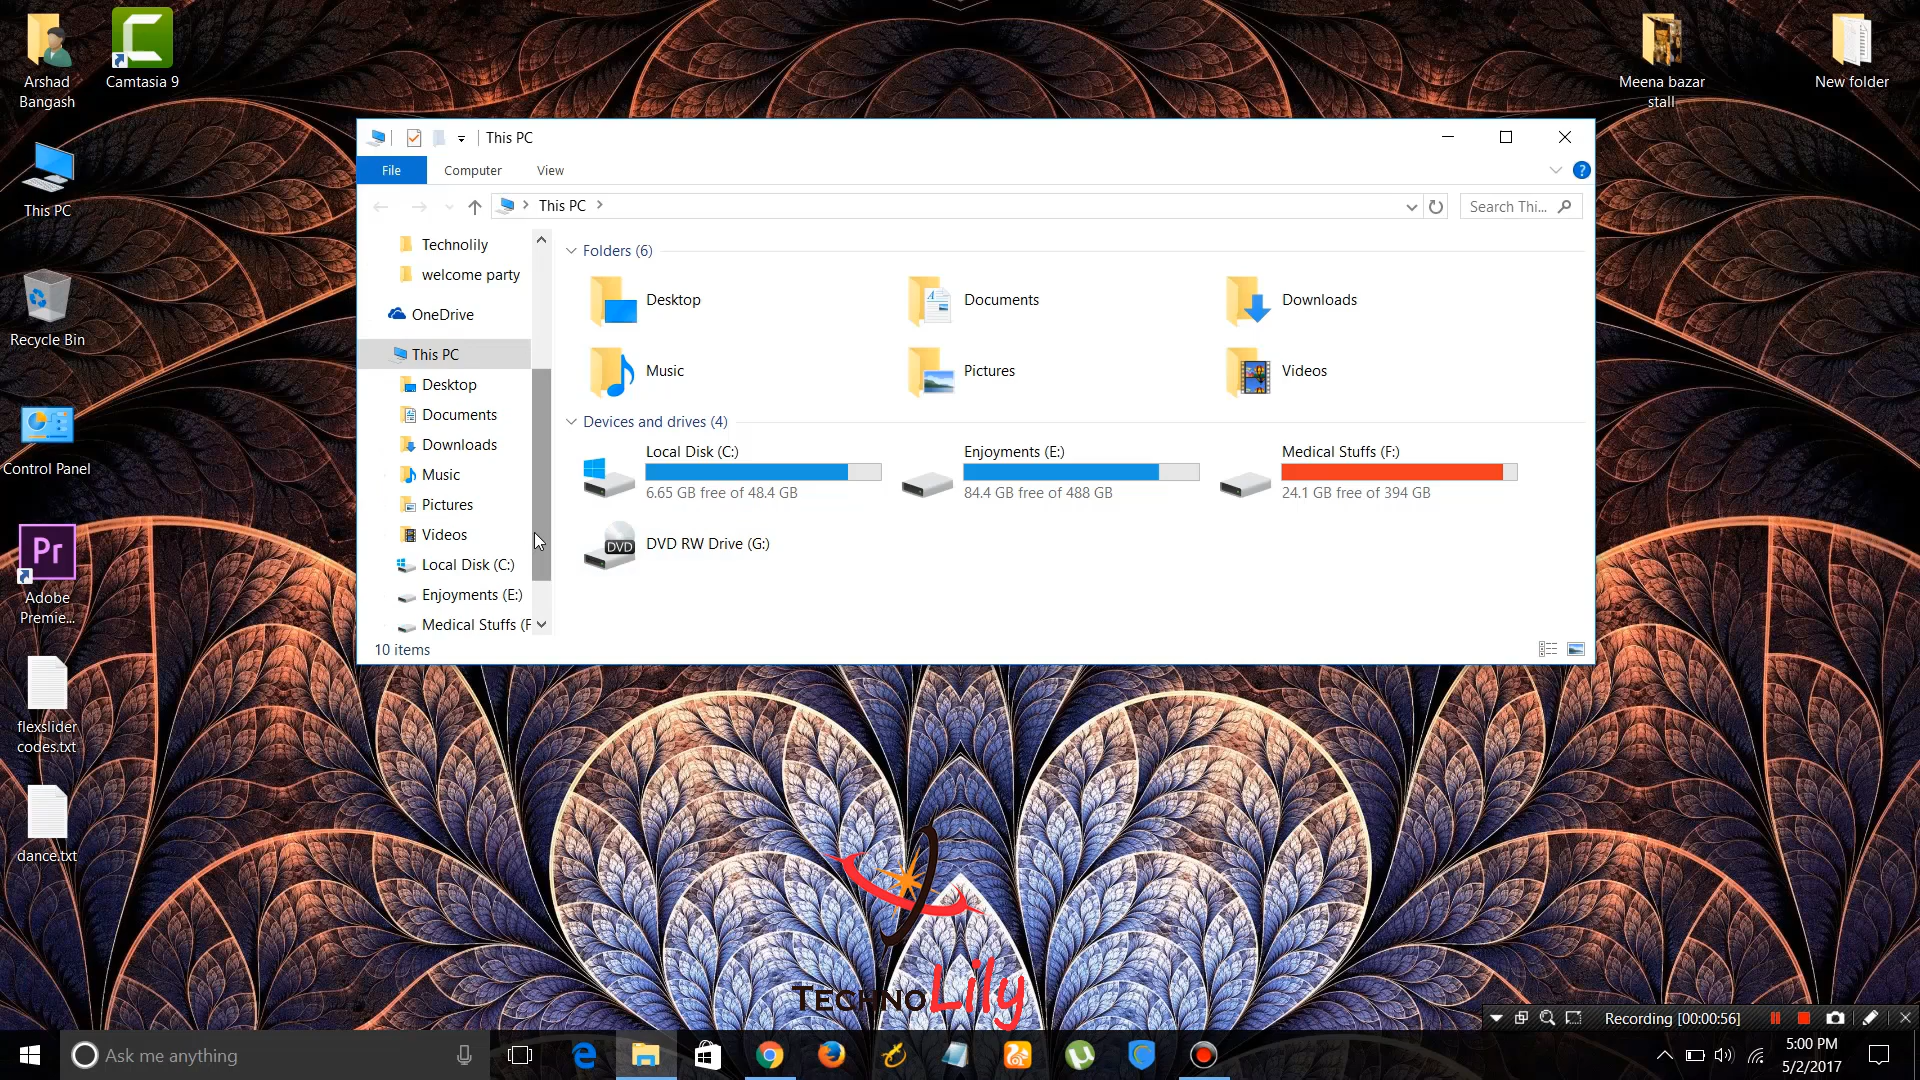 Arshad
Bangash
Camtasia 9
Meena bazar
stall
New folder
This PC
Recycle Bin
Control Panel
Pr
Adobe
Premie...
flexslider
codes.txt
dance.txt
This PC
File
Computer
View
?
This PC
Search Thi...
Technolily
welcome party
OneDrive
This PC
Desktop
Documents
Downloads
Music
Pictures
Videos
Local Disk (C:)
Enjoyments (E:)
Medical Stuffs (F
Folders (6)
Desktop
Documents
Downloads
Music
Pictures
Videos
Devices and drives (4)
Local Disk (C:)
6.65 GB free of 48.4 GB
Enjoyments (E:)
84.4 GB free of 488 GB
Medical Stuffs (F:)
24.1 GB free of 394 GB
DVD
DVD RW Drive (G:)
10 items
TECHNOLily
Recording [00:00:56]
Ask me anything
5:00 PM
5/2/2017